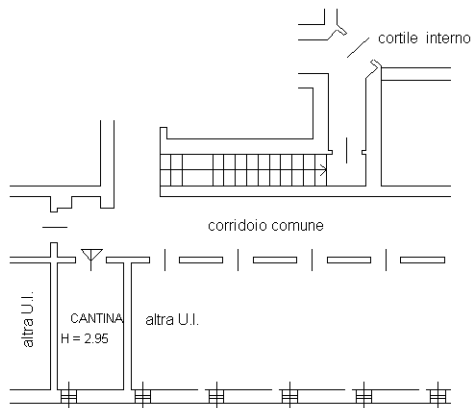 cortile interno
corridoio comune
altra U.I.
CANTINA
H = 2.95
altra U.I.